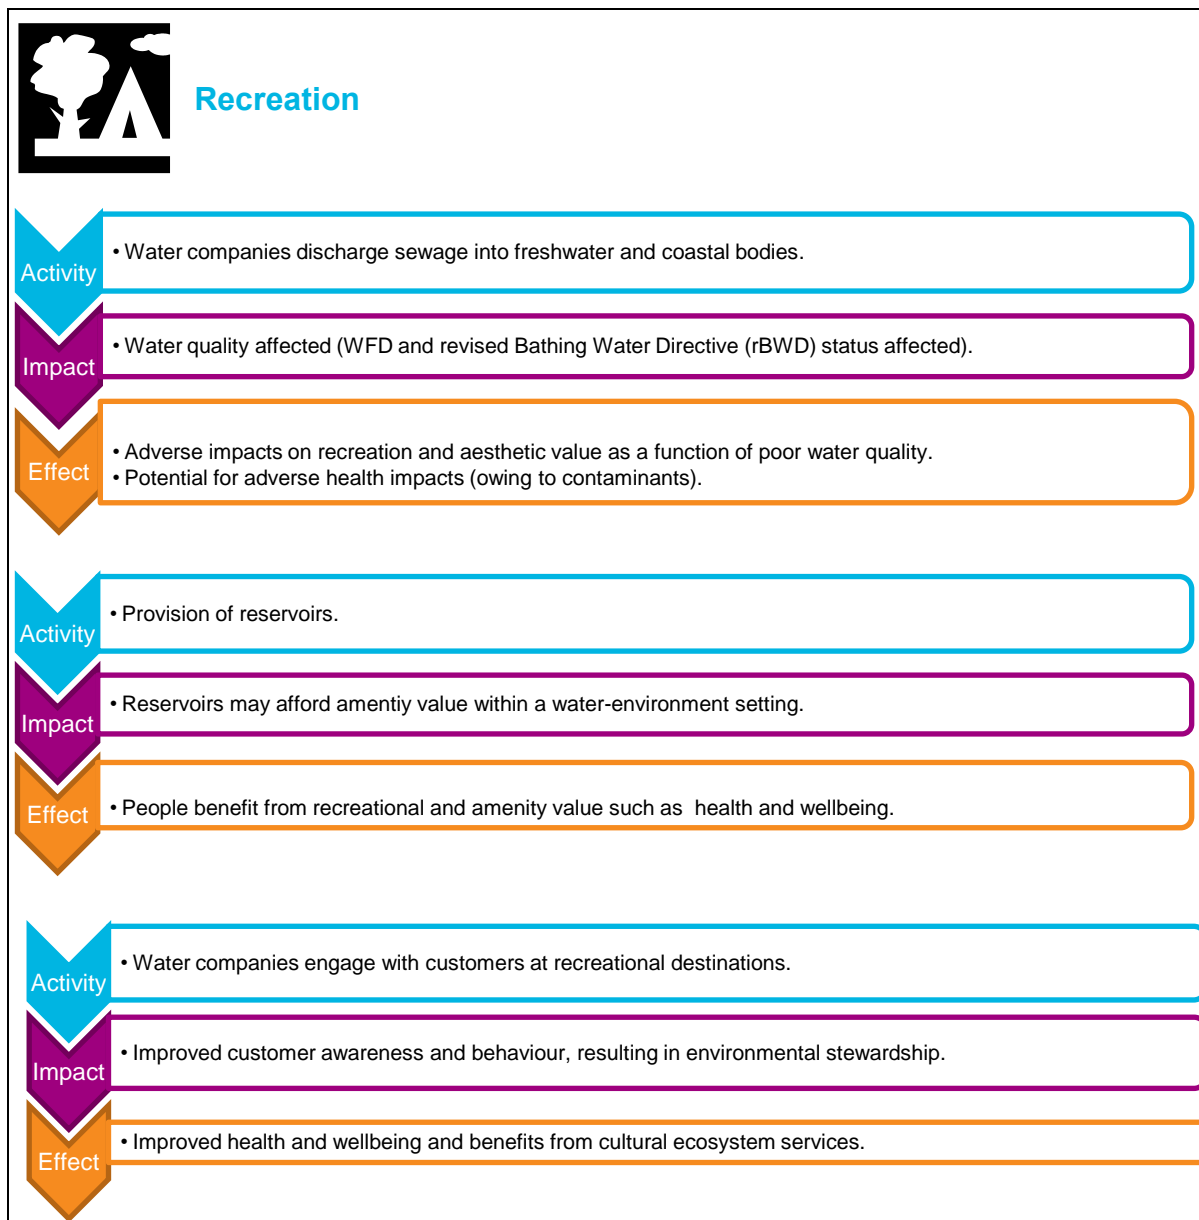 Recreation
Activity
• Water companies discharge sewage into freshwater and coastal bodies.
Impact
• Water quality affected (WFD and revised Bathing Water Directive (rBWD) status affected).
Effect
• Adverse impacts on recreation and aesthetic value as a function of poor water quality.
• Potential for adverse health impacts (owing to contaminants).
Activity
• Provision of reservoirs.
Impact
• Reservoirs may afford amentiy value within a water-environment setting.
Effect
• People benefit from recreational and amenity value such as  health and wellbeing.
Activity
• Water companies engage with customers at recreational destinations.
Impact
• Improved customer awareness and behaviour, resulting in environmental stewardship.
Effect
• Improved health and wellbeing and benefits from cultural ecosystem services.